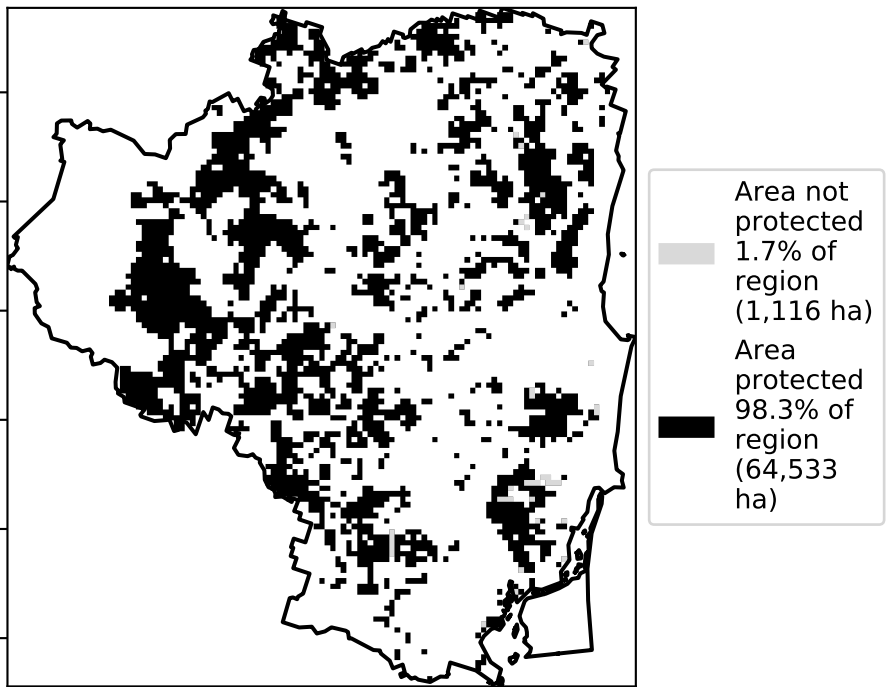 Area not
protected
1.7% of
region
(1,116 ha)
Area
protected
98.3% of
region
(64,533
ha)